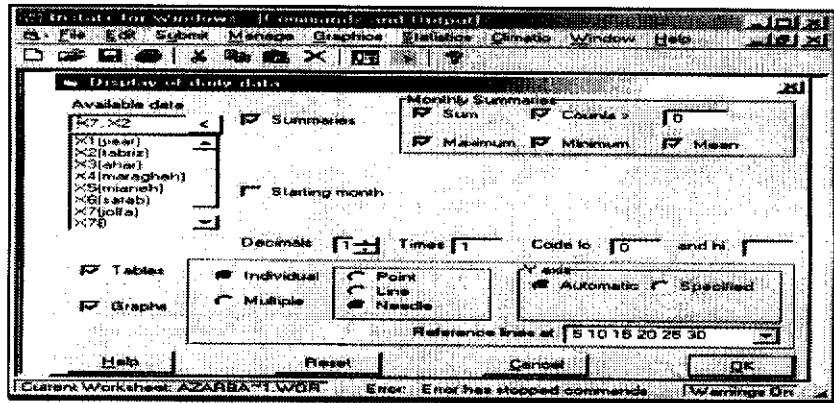 Instat for Windows - [Commands and Output]
File Edit Submit Manage Graphics Statistics Climatic Window Help
Display of daily data
Available data
X7 X2 <
X1(year)
X2(tabriz)
X3(ahar)
X4(maragheh)
X5(mianeh)
X6(sarab)
X7(jolfa)
Summaries
Monthly Summaries
Sum Counts > 0
Maximum Minimum Mean
Starting month
Decimals 1 Times 1 Code lo 0 and hi
Tables
Graphs
Individual
Multiple
Point
Line
Needle
Y axis
Automatic Specified
Reference lines at 5 10 15 20 25 30
Help Reset Cancel OK
Current Worksheet: AZARBA~1.WOR Error: Error has stopped commands Warnings On